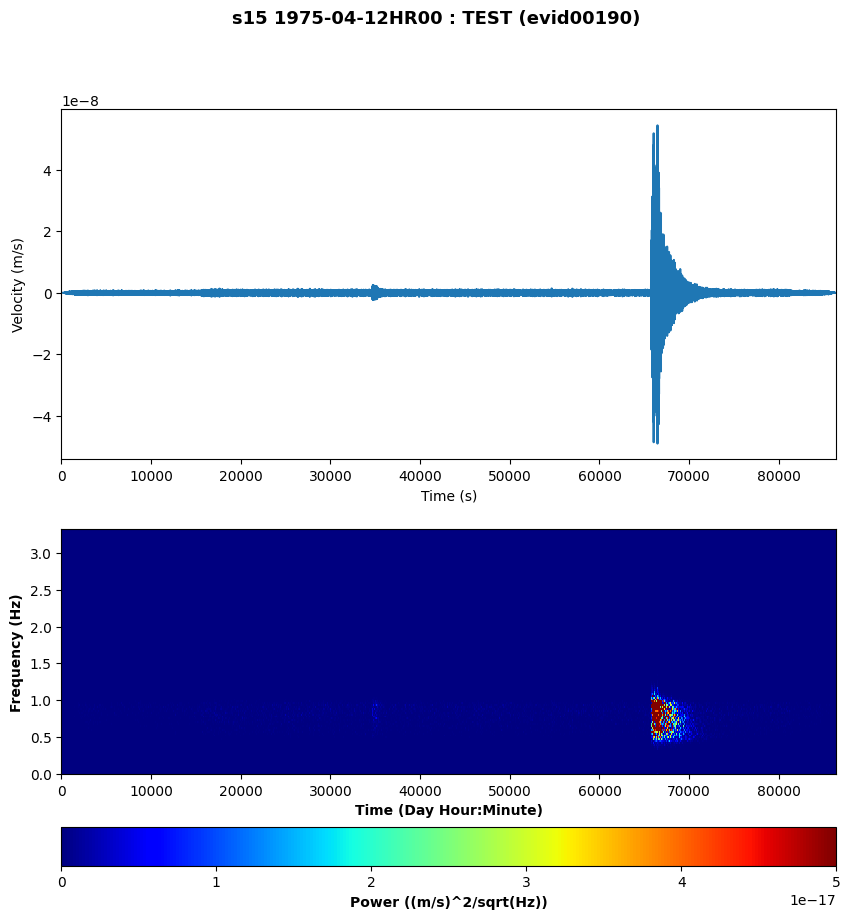 s15 1975-04-12HR00 : TEST (evid00190)
1e−8
4
2
0
−2
−4
Velocity (m/s)
0 10000 20000 30000 40000 50000 60000 70000 80000
Time (s)
3.0
2.5
2.0
1.5
1.0
0.5
0.0
Frequency (Hz)
0 10000 20000 30000 40000 50000 60000 70000 80000
Time (Day Hour:Minute)
0 1 2 3 4 5
1e−17
Power ((m/s)^2/sqrt(Hz))